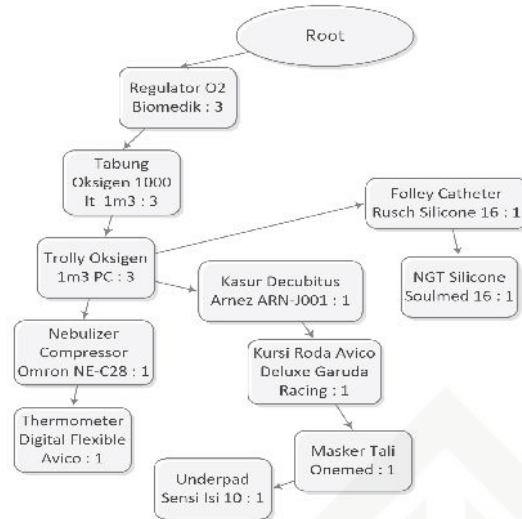 Root
Regulator O2
Biomedik : 3
Tabung
Oksigen 1000
lt 1m3 : 3
Trolly Oksigen
1m3 PC : 3
Folley Catheter
Rusch Silicone 16 : 1
NGT Silicone
Soulmed 16 : 1
Kasur Decubitus
Arnez ARN-J001 : 1
Nebulizer
Compressor
Omron NE-C28 : 1
Kursi Roda Avico
Deluxe Garuda
Racing : 1
Thermometer
Digital Flexible
Avico : 1
Masker Tali
Onemed : 1
Underpad
Sensi Isi 10 : 1